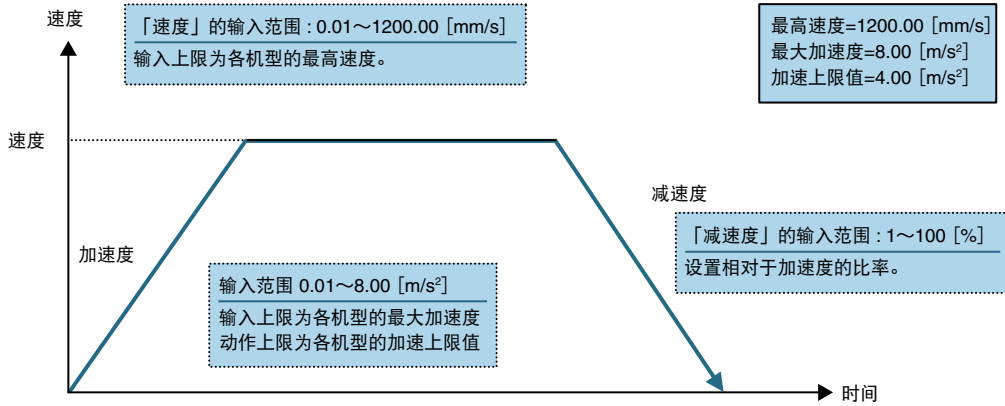 速度
「速度」的输入范围 : 0.01～1200.00 [mm/s]
输入上限为各机型的最高速度。
最高速度=1200.00 [mm/s]
最大加速度=8.00 [m/s²]
加速上限值=4.00 [m/s²]
速度
减速度
「减速度」的输入范围 : 1～100 [%]
设置相对于加速度的比率。
加速度
输入范围 0.01～8.00 [m/s²]
输入上限为各机型的最大加速度
动作上限为各机型的加速上限值
时间